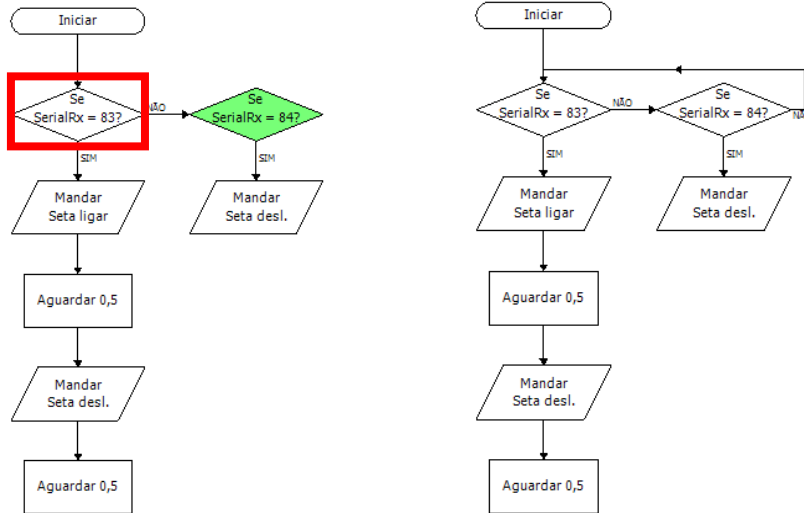 Iniciar
Se
SerialRx = 83?
NÃO
Se
SerialRx = 84?
SIM
SIM
Mandar
Seta ligar
Mandar
Seta desl.
Aguardar 0,5
Mandar
Seta desl.
Aguardar 0,5
Iniciar
Se
SerialRx = 83?
NÃO
Se
SerialRx = 84?
SIM
SIM
Mandar
Seta ligar
Mandar
Seta desl.
Aguardar 0,5
Mandar
Seta desl.
Aguardar 0,5